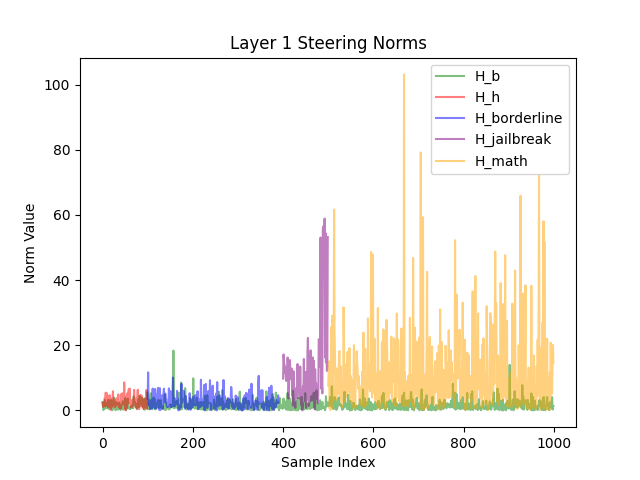 Layer 1 Steering Norms
H_b
H_h
H_borderline
H_jailbreak
H_math
Norm Value
100
80
60
40
20
0
0 200 400 600 800 1000
Sample Index